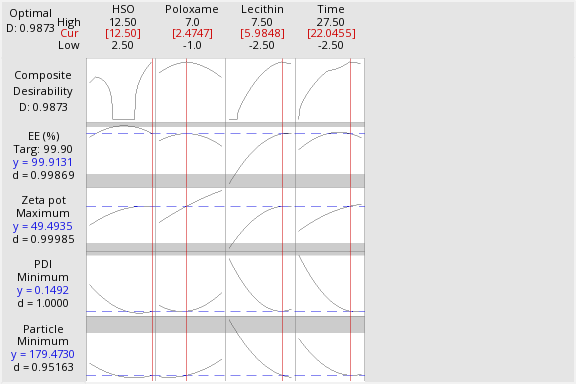 Optimal
D: 0.9873
High
Cur
Low
HSO
12.50
[12.50]
2.50
Poloxame
7.0
[2.4747]
-1.0
Lecithin
7.50
[5.9848]
-2.50
Time
27.50
[22.0455]
-2.50
Composite
Desirability
D: 0.9873
EE (%)
Targ: 99.90
y = 99.9131
d = 0.99869
Zeta pot
Maximum
y = 49.4935
d = 0.99985
PDI
Minimum
y = 0.1492
d = 1.0000
Particle
Minimum
y = 179.4730
d = 0.95163